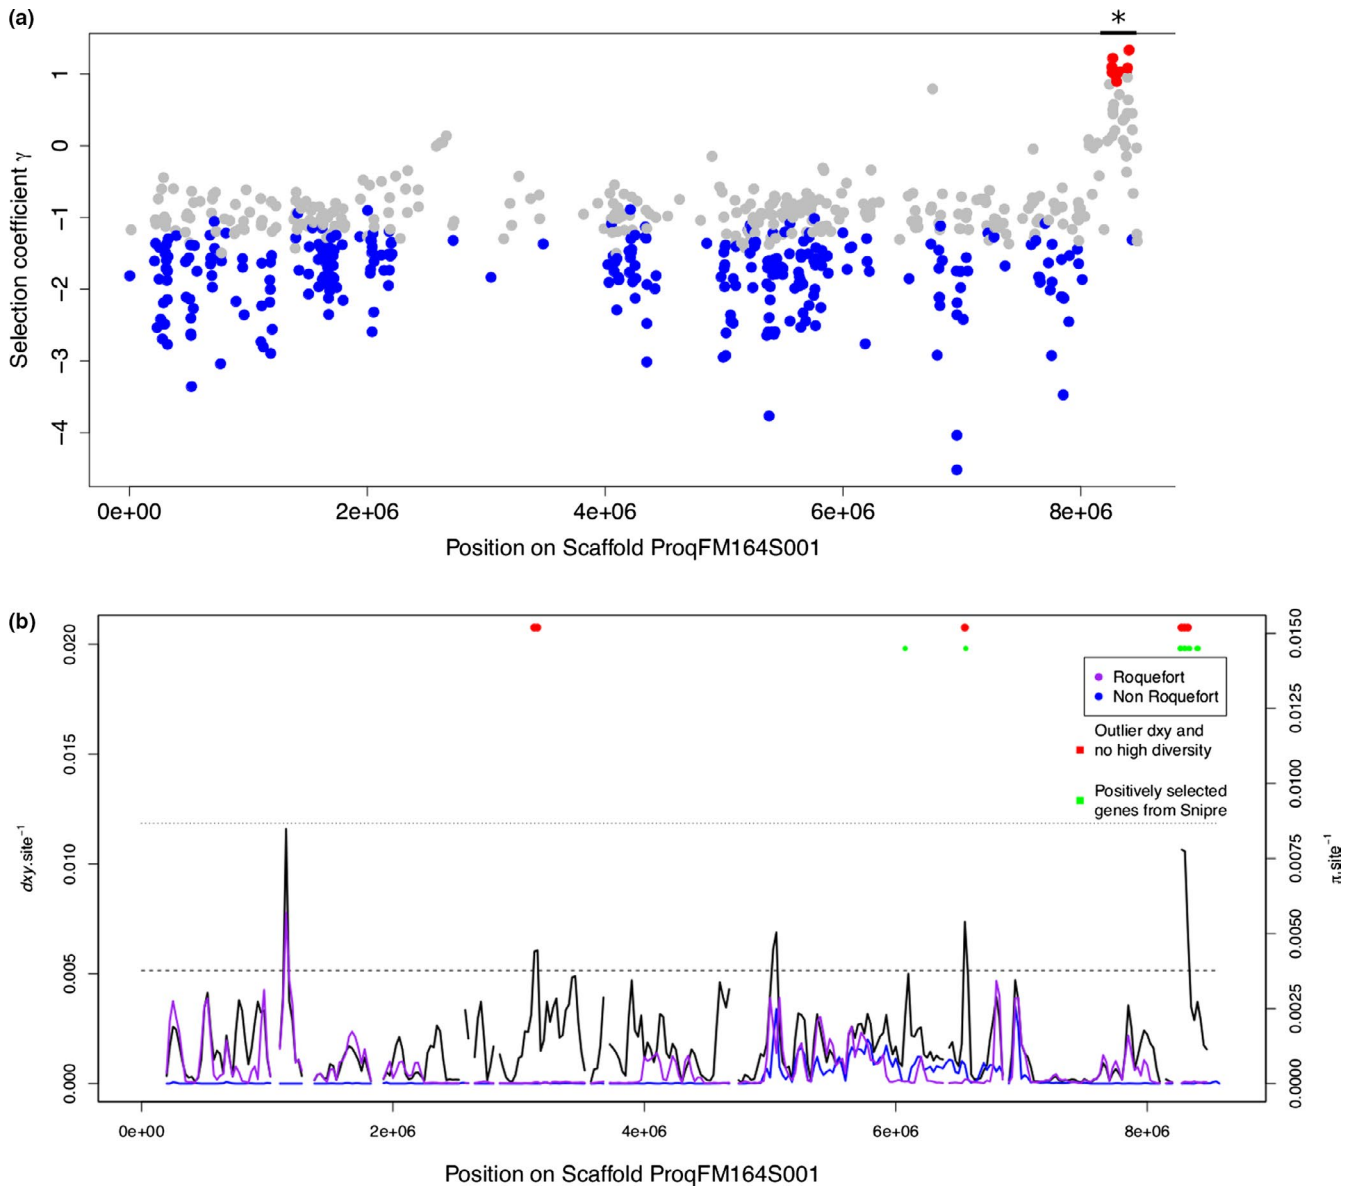 (a)
*
Selection coefficient γ
1
0
−1
−2
−3
−4
0e+00 2e+06 4e+06 6e+06 8e+06
Position on Scaffold ProqFM164S001
(b)
dxy.site⁻¹
0.020
0.015
0.010
0.005
0.000
Roquefort
Non Roquefort
Outlier dxy and
no high diversity
Positively selected
genes from Snipre
0.0150
0.0125
0.0100
0.0075
0.0050
0.0025
0.0000
π.site⁻¹
0e+00 2e+06 4e+06 6e+06 8e+06
Position on Scaffold ProqFM164S001